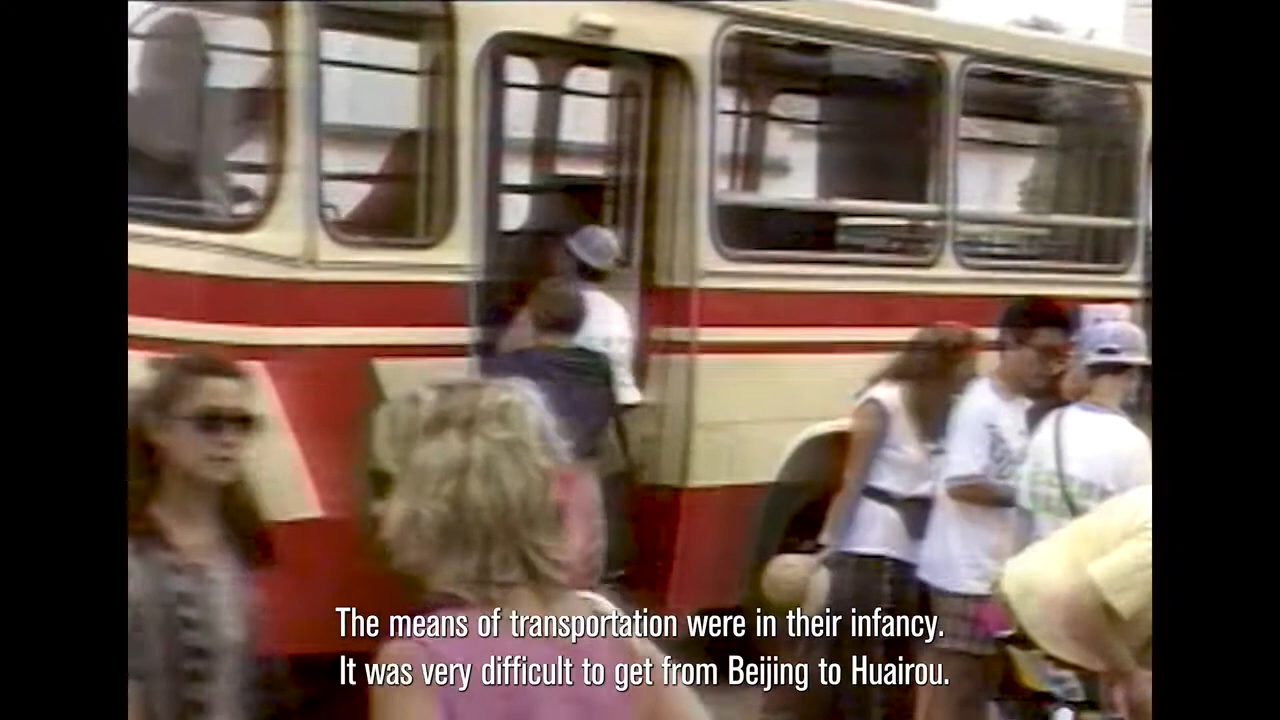 The means of transportation were in their infancy.
It was very difficult to get from Beijing to Huairou.